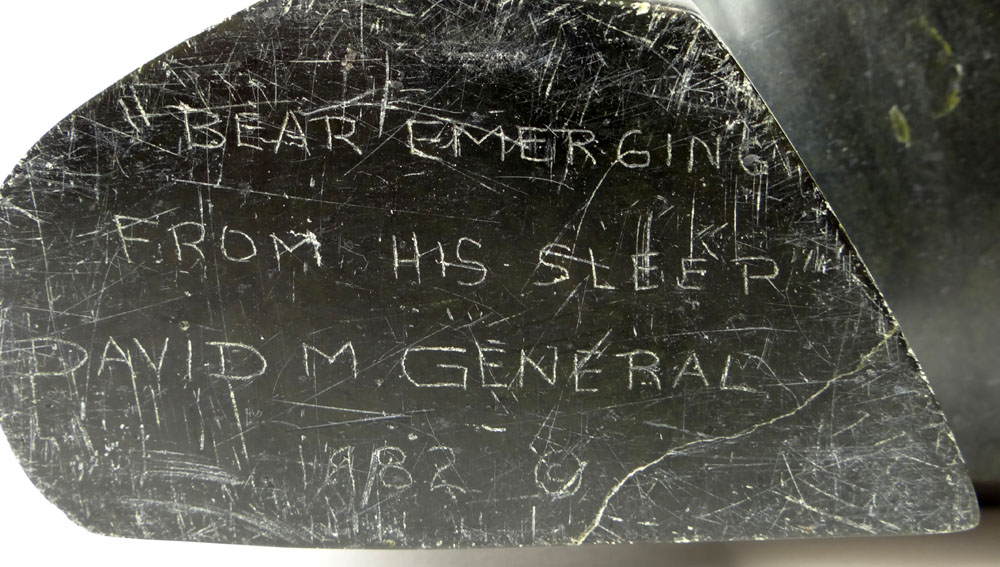 BEAR EMERGING
FROM HIS SLEEP
DAVID M GENERAL
1982 ©